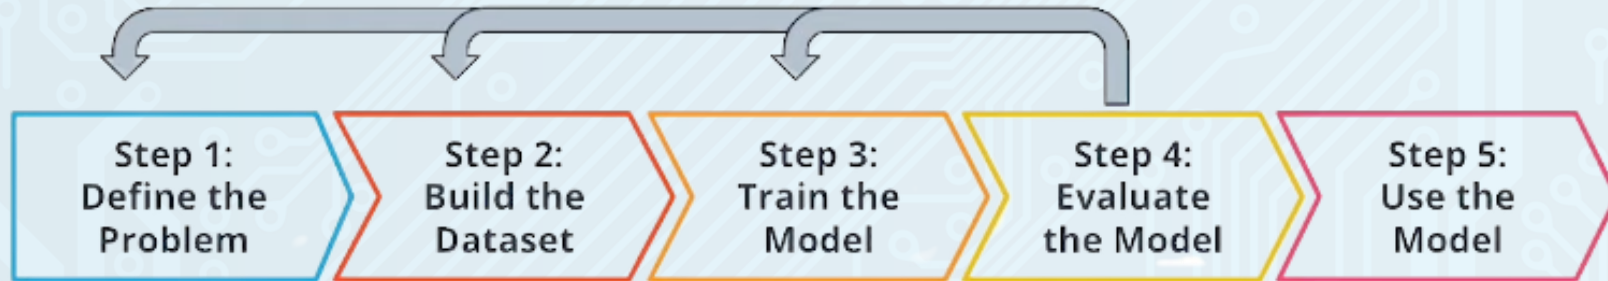 Step 1:
Define the
Problem
Step 2:
Build the
Dataset
Step 3:
Train the
Model
Step 4:
Evaluate
the Model
Step 5:
Use the
Model